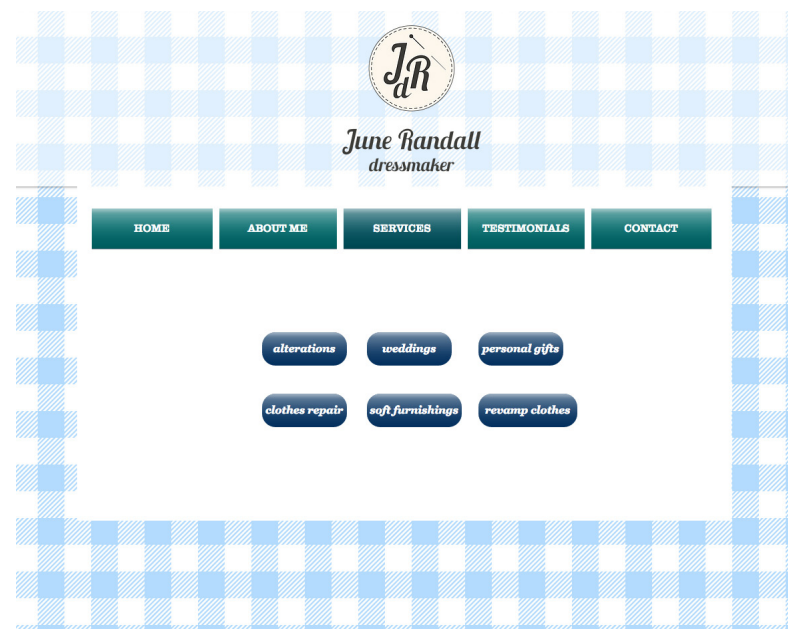 JdR
June Randall
dressmaker
HOME ABOUT ME SERVICES TESTIMONIALS CONTACT
alterations weddings personal gifts
clothes repair soft furnishings revamp clothes